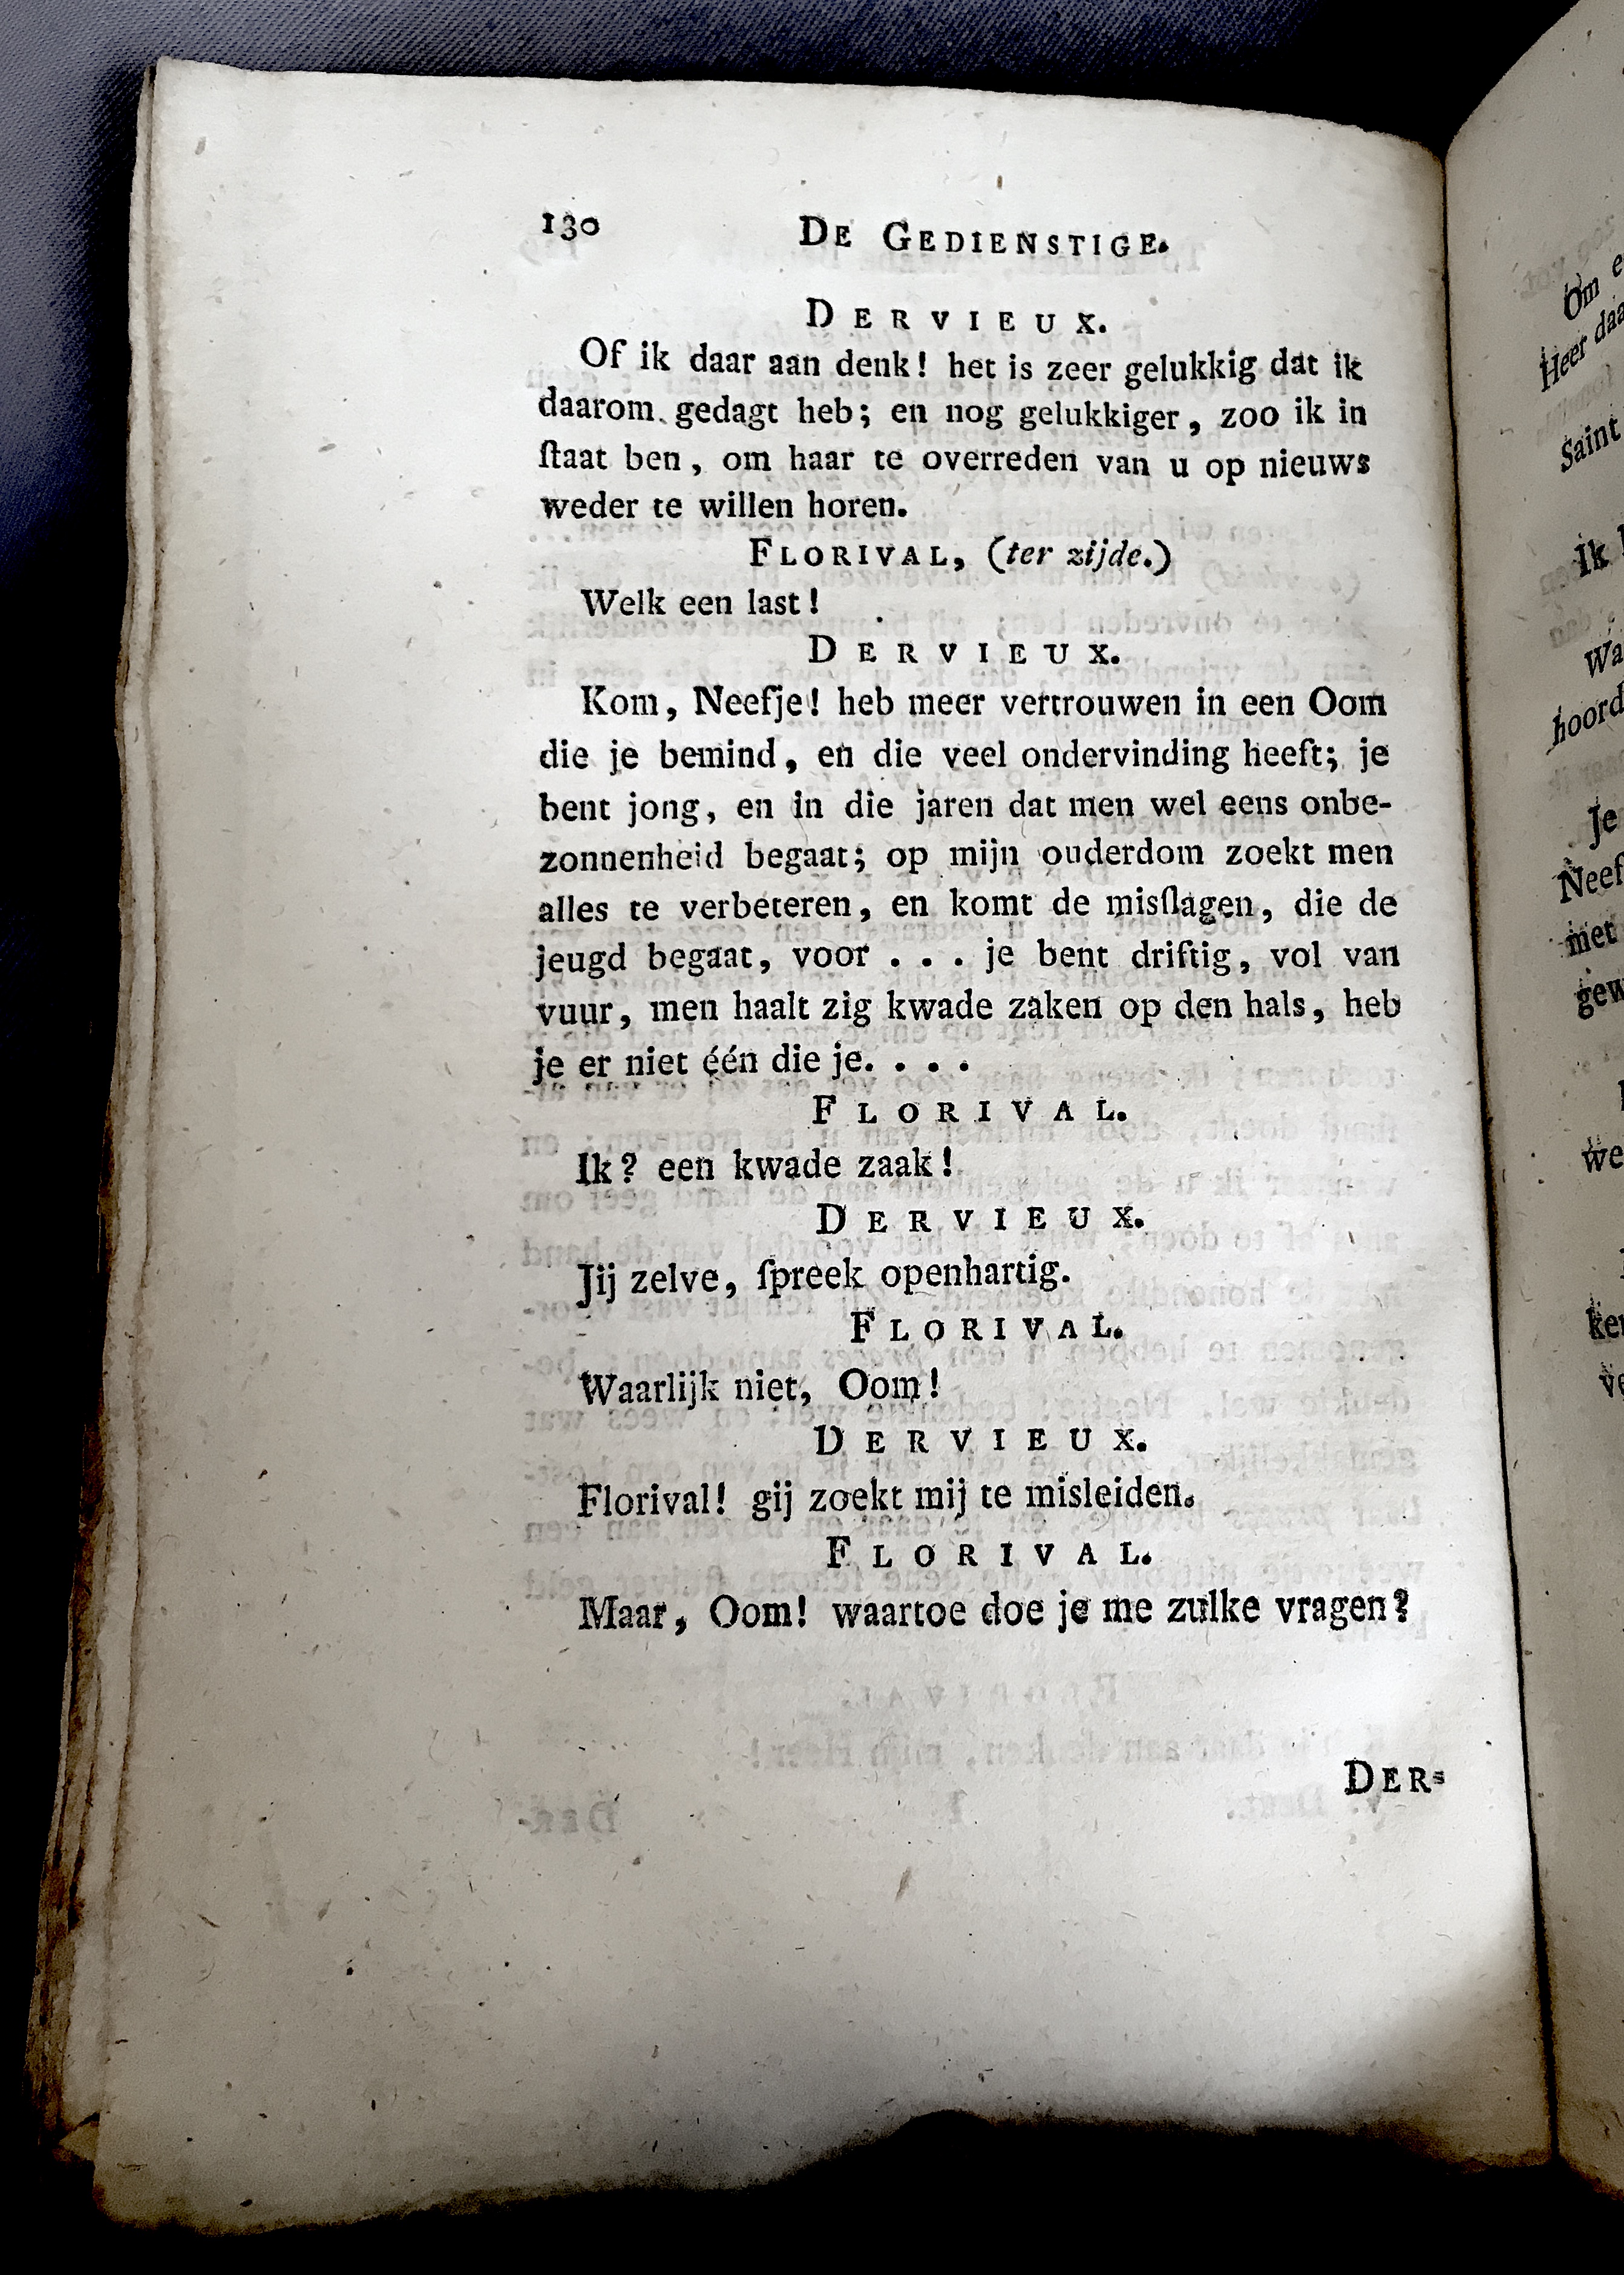 130 DE GEDIENSTIGE.
DERVIEUX.
Of ik daar aan denk! het is zeer gelukkig dat ik
daarom gedagt heb; en nog gelukkiger, zoo ik in
ſtaat ben, om haar te overreden van u op nieuws
weder te willen horen.
FLORIVAL, (ter zijde.)
Welk een last!
DERVIEUX.
Kom, Neefje! heb meer vertrouwen in een Oom
die je bemind, en die veel ondervinding heeft; je
bent jong, en in die jaren dat men wel eens onbe-
zonnenheid begaat; op mijn ouderdom zoekt men
alles te verbeteren, en komt de misſlagen, die de
jeugd begaat, voor . . . je bent driftig, vol van
vuur, men haalt zig kwade zaken op den hals, heb
je er niet één die je. . . .
FLORIVAL.
Ik? een kwade zaak!
DERVIEUX.
Jij zelve, ſpreek openhartig.
FLORIVAL.
Waarlijk niet, Oom!
DERVIEUX.
Florival! gij zoekt mij te misleiden.
FLORIVAL.
Maar, Oom! waartoe doe je me zulke vragen?
DER-
Om
Heer
Saint
Ik
hoord
Je
met